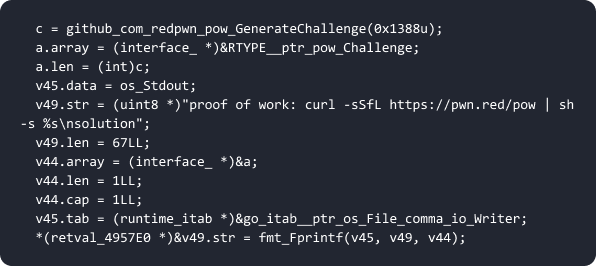 c = github_com_redpwn_pow_GenerateChallenge(0x1388u);
a.array = (interface_ *)&RTYPE__ptr_pow_Challenge;
a.len = (int)c;
v45.data = os_Stdout;
v49.str = (uint8 *)"proof of work: curl -sSfL https://pwn.red/pow | sh
-s %s\nsolution";
v49.len = 67LL;
v44.array = (interface_ *)&a;
v44.len = 1LL;
v44.cap = 1LL;
v45.tab = (runtime_itab *)&go_itab__ptr_os_File_comma_io_Writer;
*(retval_4957E0 *)&v49.str = fmt_Fprintf(v45, v49, v44);